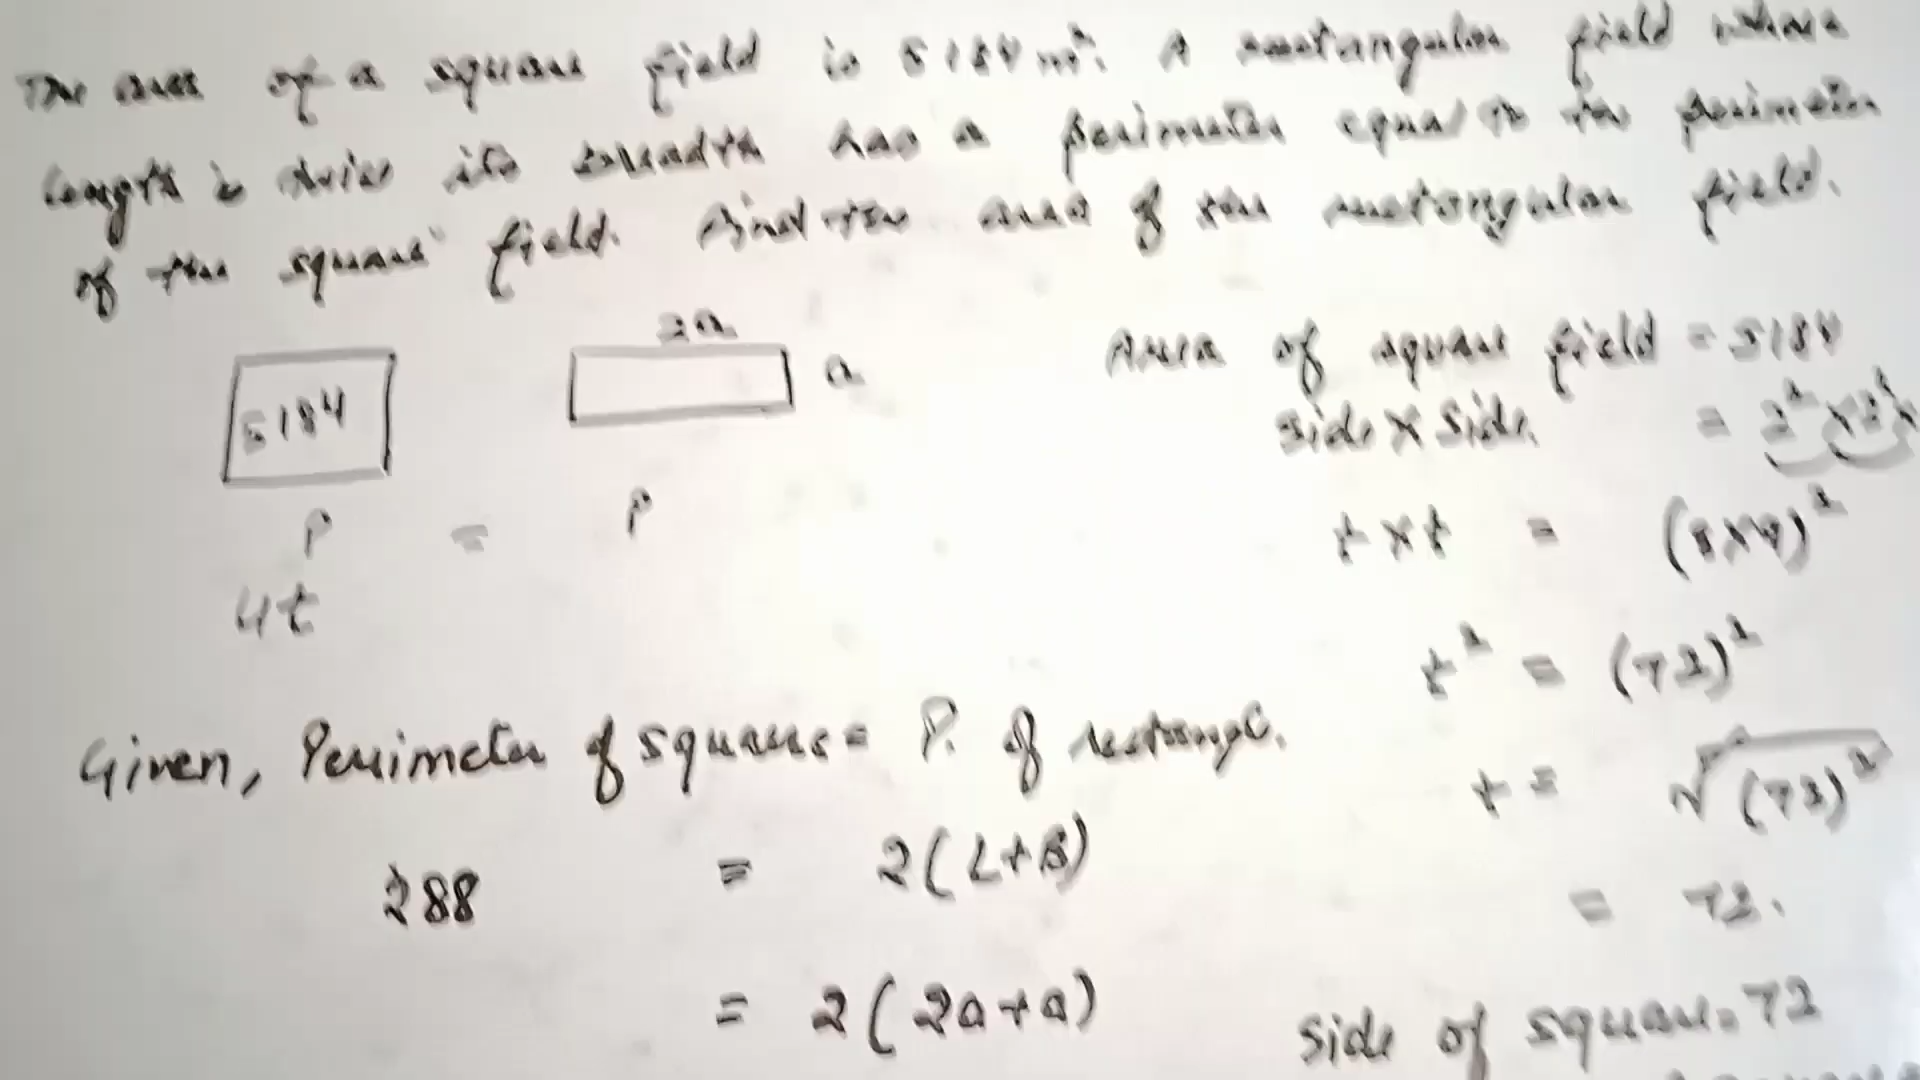 The area of a square field is 5184 m². A rectangular field whose
length is twice its breadth has a perimeter equal to the perimeter
of the square field. Find the area of the rectangular field.
2a
5184
a
P = P
4t
Area of square field = 5184
side x side = 2² x 2² x
t x t = (8x9)²
t² = (72)²
t = √(72)²
= 72.
side of square = 72
Given, Perimeter of square = P. of rectangle.
288 = 2(L+B)
= 2(2a+a)